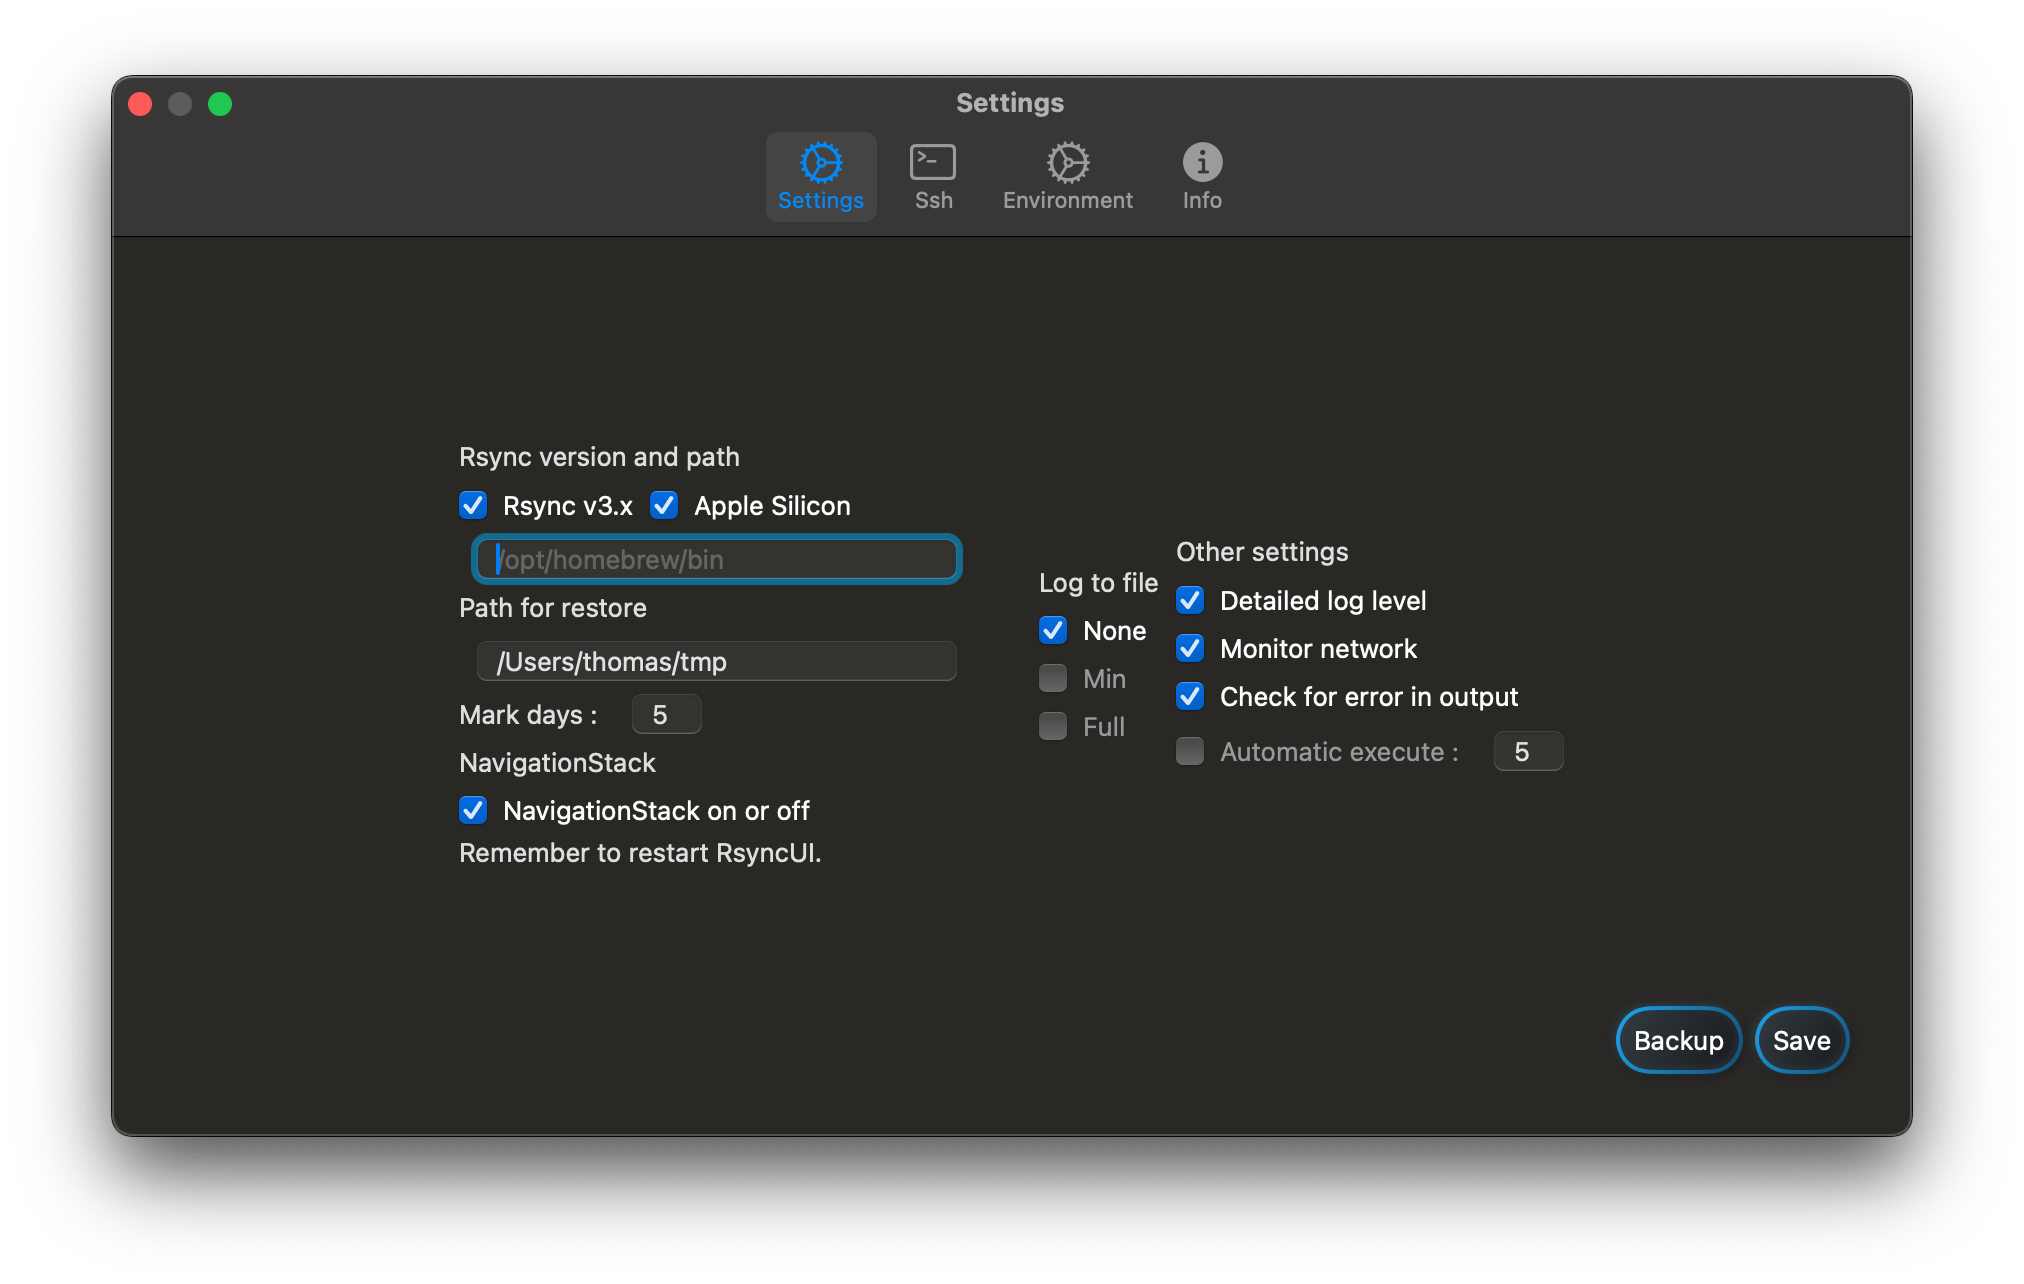 Settings
Settings
Ssh
Environment
Info
Rsync version and path
Rsync v3.x
Apple Silicon
/opt/homebrew/bin
Path for restore
/Users/thomas/tmp
Mark days :
5
NavigationStack
NavigationStack on or off
Remember to restart RsyncUI.
Log to file
None
Min
Full
Other settings
Detailed log level
Monitor network
Check for error in output
Automatic execute :
5
Backup
Save